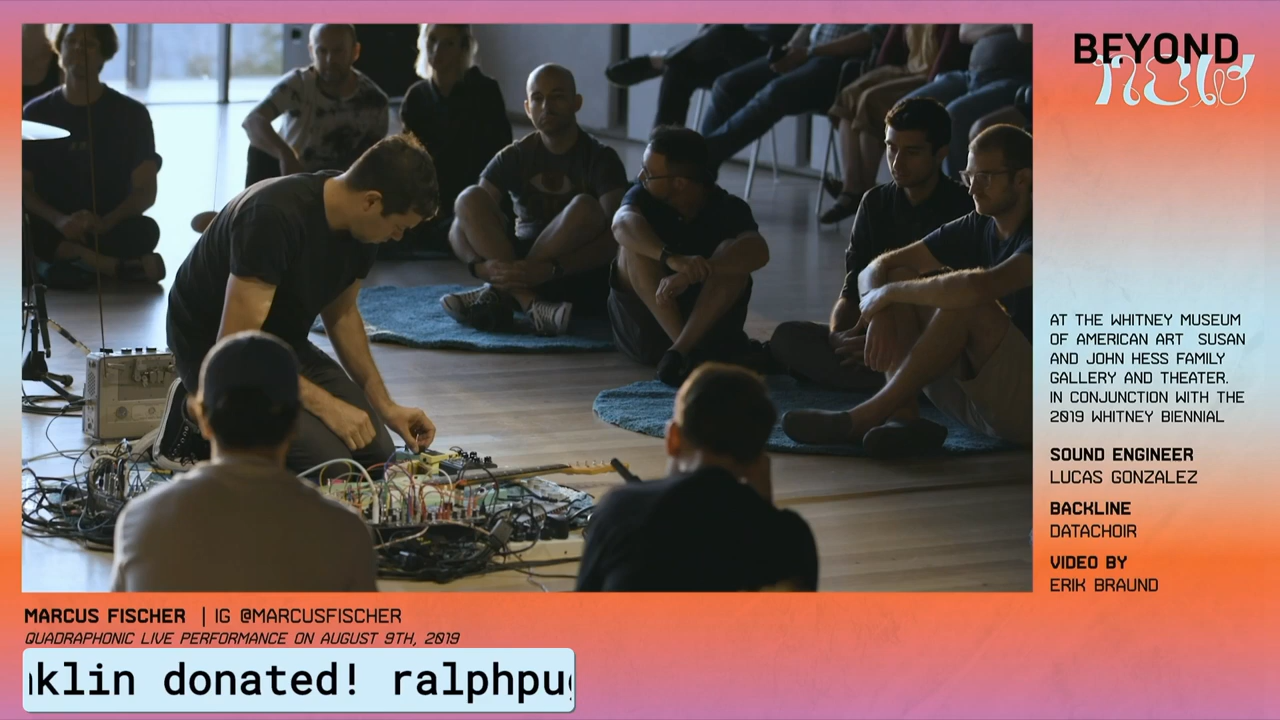 BEYOND
now
AT THE WHITNEY MUSEUM
OF AMERICAN ART SUSAN
AND JOHN HESS FAMILY
GALLERY AND THEATER.
IN CONJUNCTION WITH THE
2019 WHITNEY BIENNIAL
SOUND ENGINEER
LUCAS GONZALEZ
BACKLINE
DATACHOIR
VIDEO BY
ERIK BRAUND
MARCUS FISCHER | IG @MARCUSFISCHER
QUADRAPHONIC LIVE PERFORMANCE ON AUGUST 9TH, 2019
klin donated! ralphpu